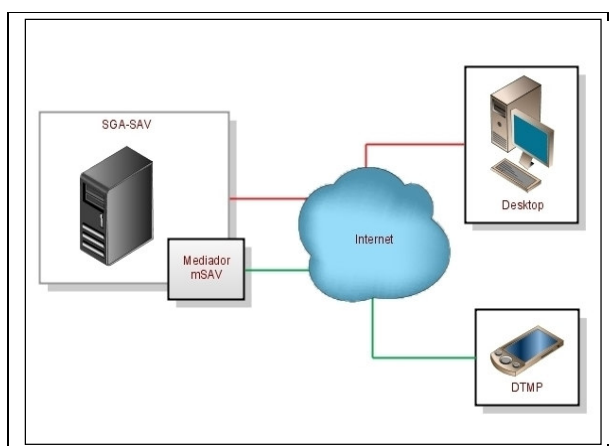 SGA-SAV
Mediador
mSAV
Internet
Desktop
DTMP